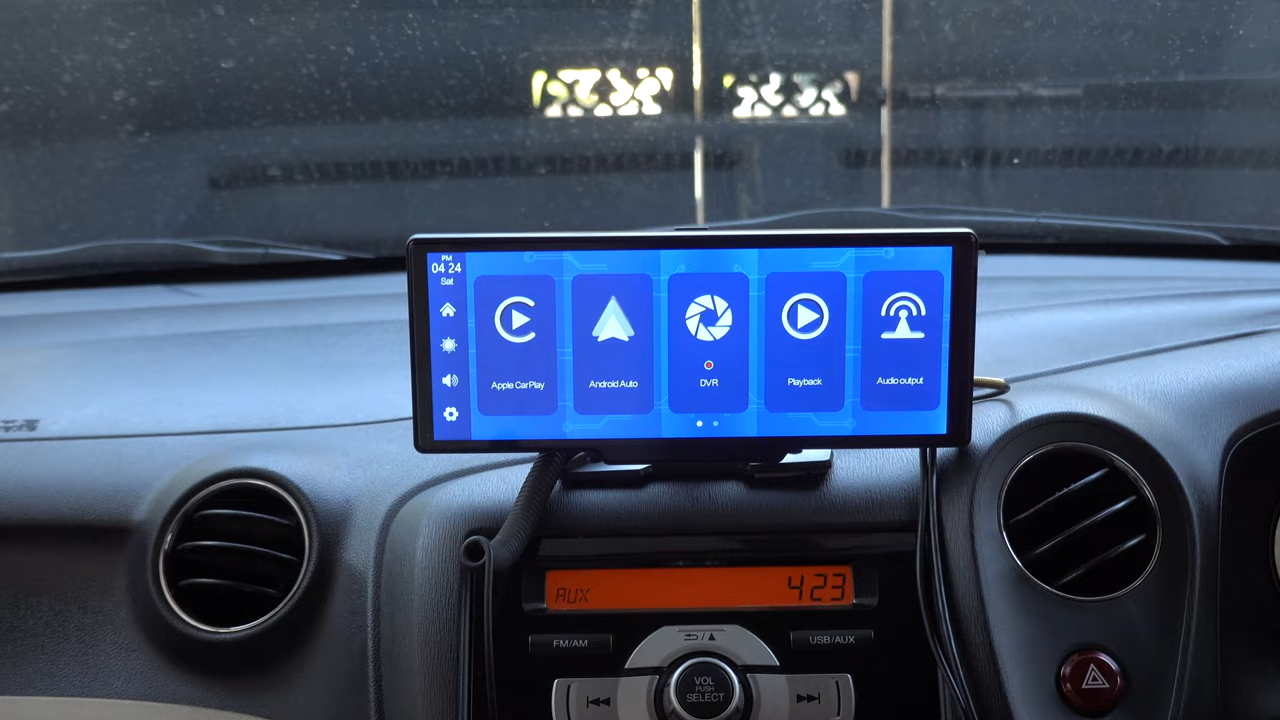 PM
04 24
Sat
Apple CarPlay
Android Auto
DVR
Playback
Audio output
AUX 423
FM/AM
USB/AUX
VOL
PUSH
SELECT